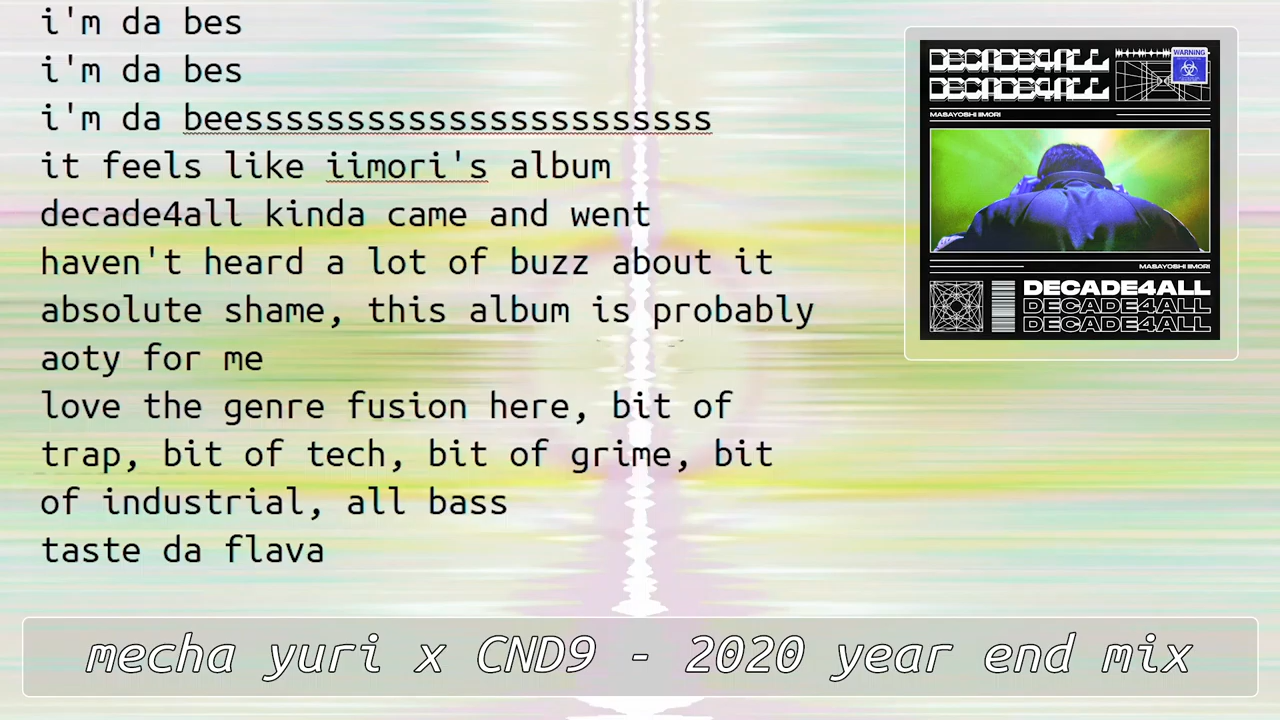 i'm da bes
i'm da bes
i'm da beesssssssssssssssssssssss
it feels like iimori's album
decade4all kinda came and went
haven't heard a lot of buzz about it
absolute shame, this album is probably
aoty for me
love the genre fusion here, bit of
trap, bit of tech, bit of grime, bit
of industrial, all bass
taste da flava
DECADE4ALL
DECADE4ALL
WARNING
MASAYOSHI IIMORI
MASAYOSHI IIMORI
DECADE4ALL
DECADE4ALL
DECADE4ALL
mecha yuri x CND9 - 2020 year end mix